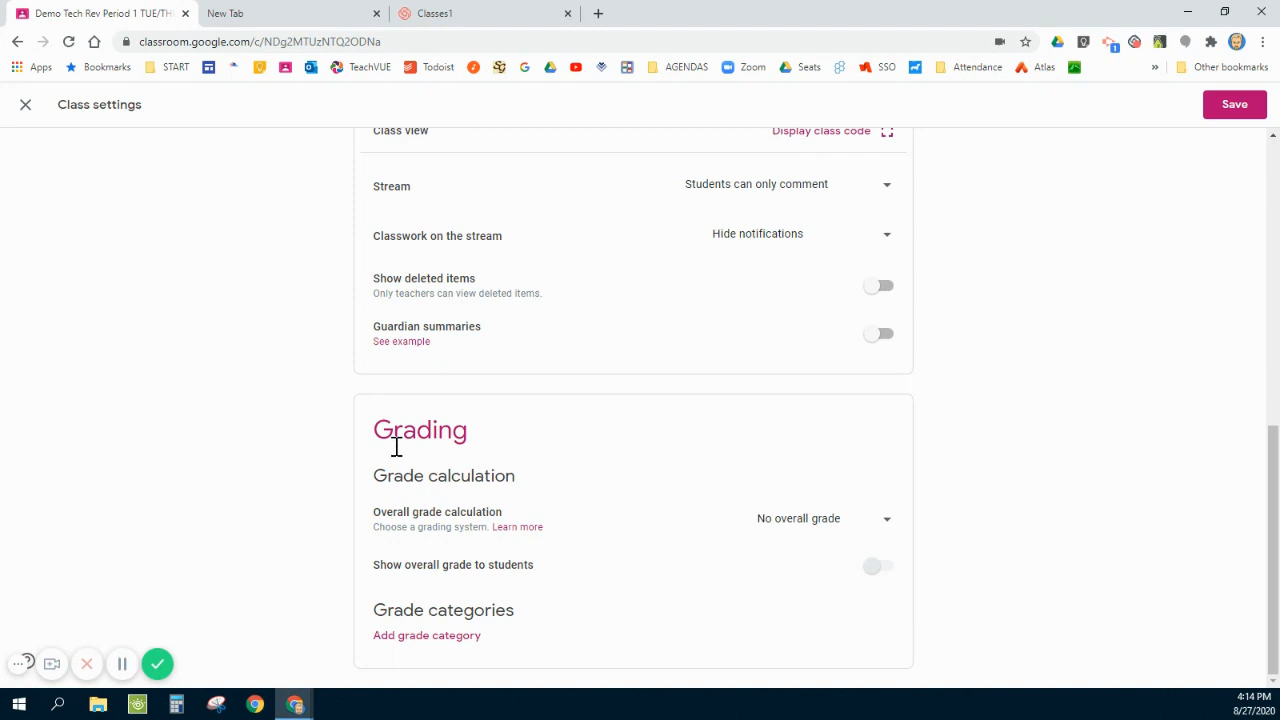 Demo Tech Rev Period 1 TUE/TH
New Tab
Classes1
classroom.google.com/c/NDg2MTUzNTQ2ODNa
1
Apps
Bookmarks
START
TeachVUE
Todoist
AGENDAS
Zoom
Seats
SSO
Attendance
Atlas
»
Other bookmarks
Class settings
Save
Class view
Display class code
Stream
Students can only comment
Classwork on the stream
Hide notifications
Show deleted items
Only teachers can view deleted items.
Guardian summaries
See example
Grading
Grade calculation
Overall grade calculation
No overall grade
Choose a grading system. Learn more
Show overall grade to students
Grade categories
Add grade category
4:14 PM
8/27/2020